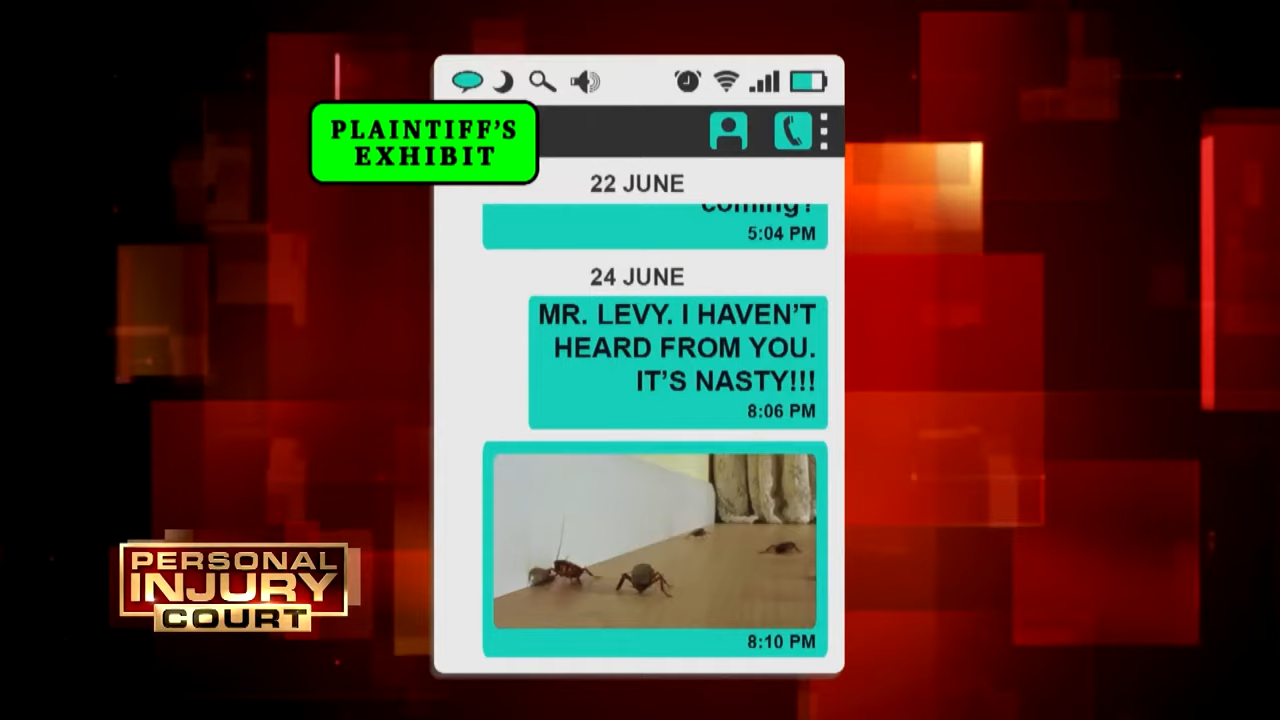 PLAINTIFF'S
EXHIBIT
22 JUNE
coming?
5:04 PM
24 JUNE
MR. LEVY. I HAVEN'T
HEARD FROM YOU.
IT'S NASTY!!!
8:06 PM
8:10 PM
PERSONAL
INJURY
COURT